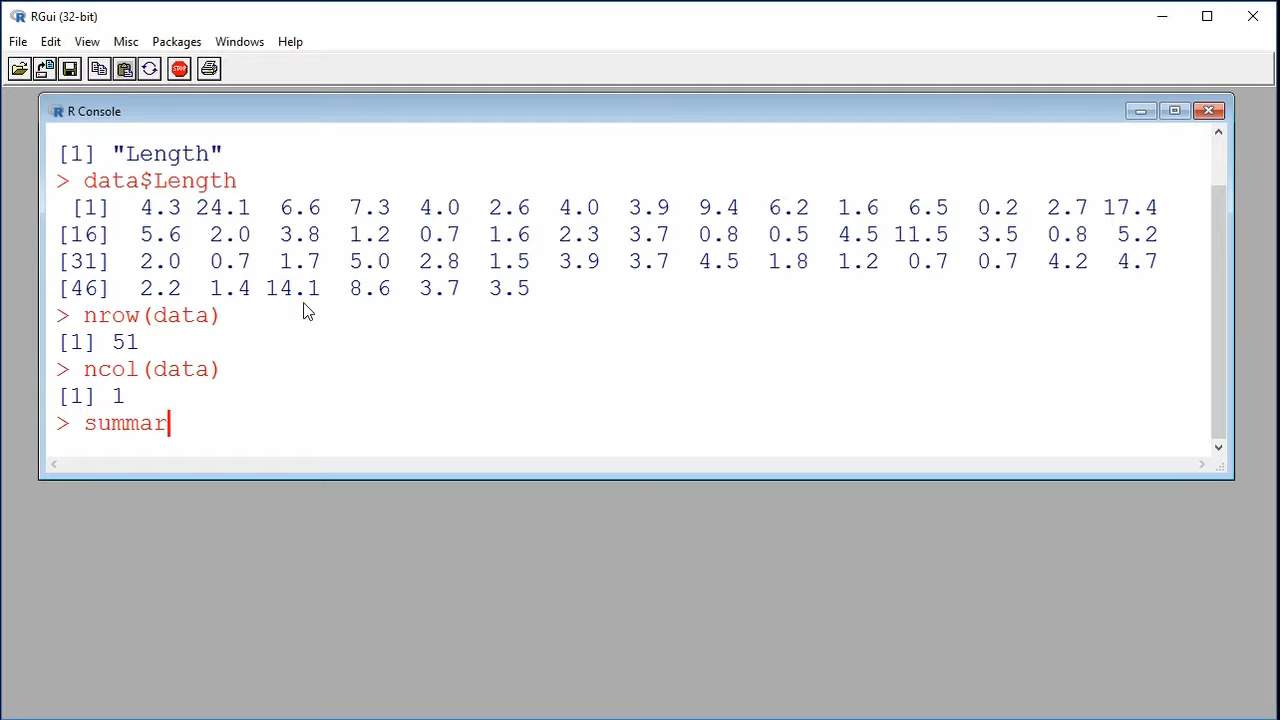 RGui (32-bit)
File Edit View Misc Packages Windows Help
STOP
R Console
[1] "Length"
> data$Length
[1] 4.3 24.1 6.6 7.3 4.0 2.6 4.0 3.9 9.4 6.2 1.6 6.5 0.2 2.7 17.4
[16] 5.6 2.0 3.8 1.2 0.7 1.6 2.3 3.7 0.8 0.5 4.5 11.5 3.5 0.8 5.2
[31] 2.0 0.7 1.7 5.0 2.8 1.5 3.9 3.7 4.5 1.8 1.2 0.7 0.7 4.2 4.7
[46] 2.2 1.4 14.1 8.6 3.7 3.5
> nrow(data)
[1] 51
> ncol(data)
[1] 1
> summar